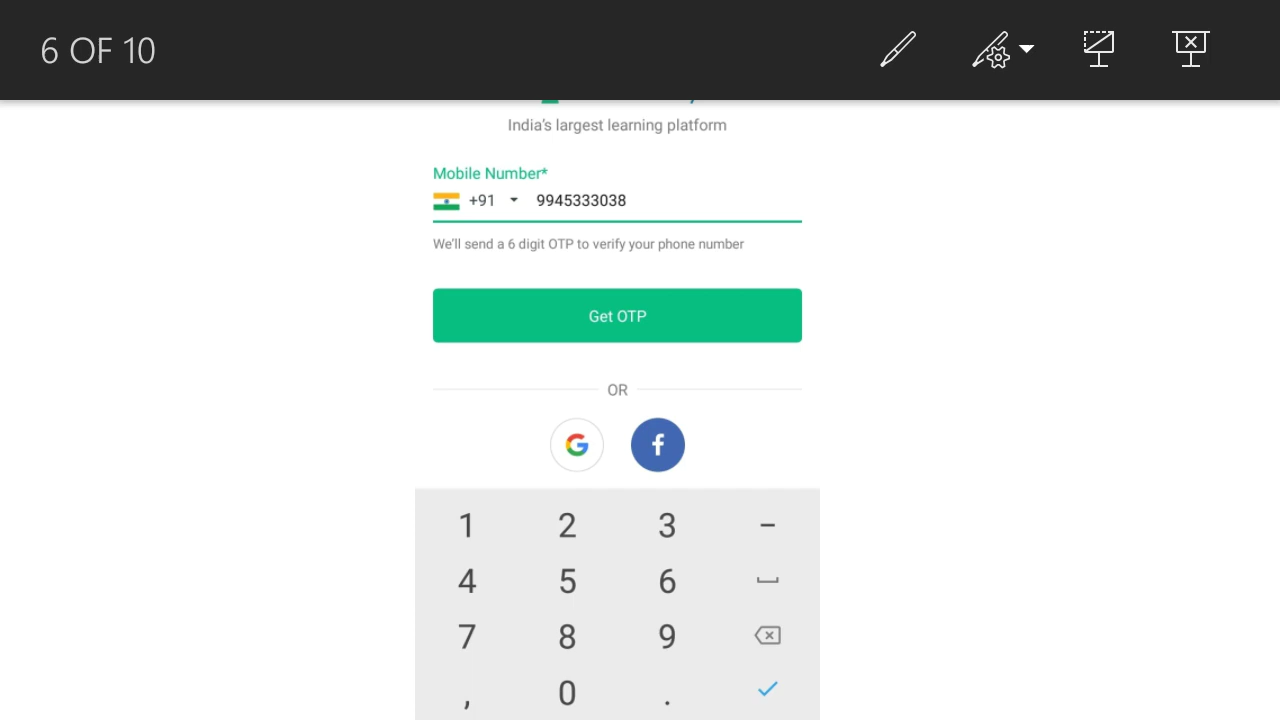 6 OF 10
India's largest learning platform
Mobile Number*
+91 9945333038
We'll send a 6 digit OTP to verify your phone number
Get OTP
OR
f
1 2 3 -
4 5 6
7 8 9
, 0 .